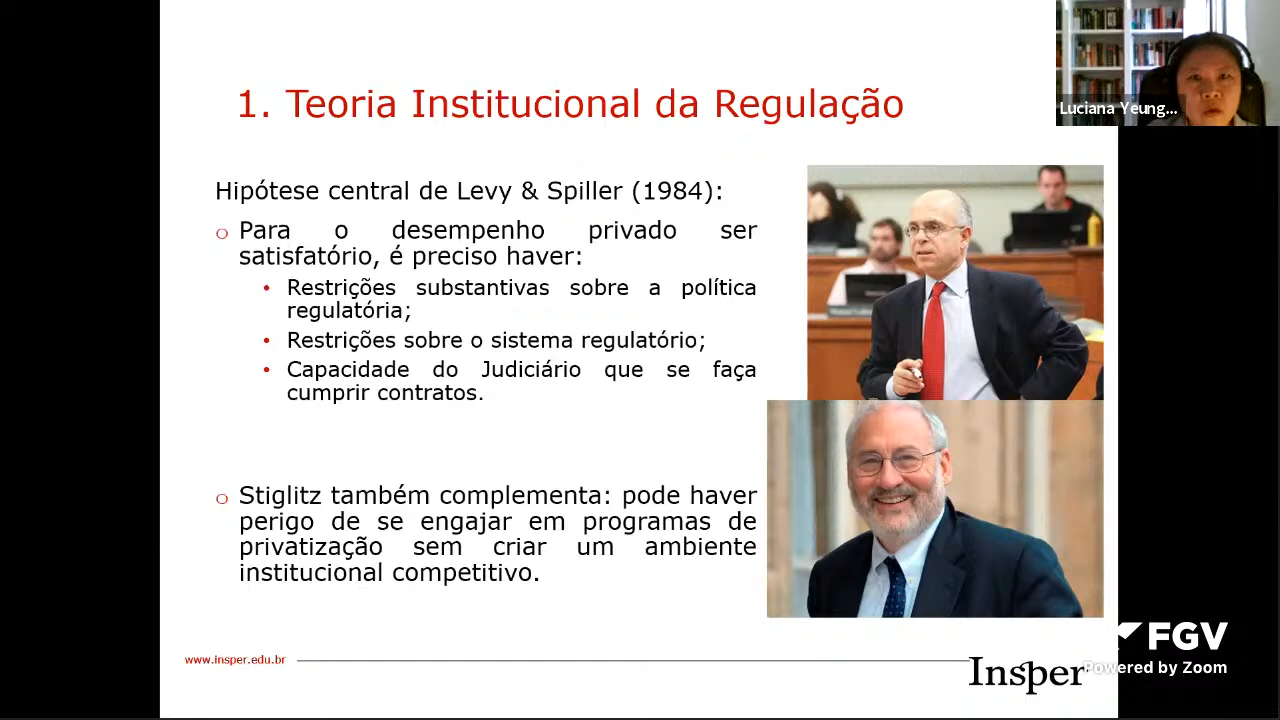 1. Teoria Institucional da Regulação
Luciana Yeung...
Hipótese central de Levy & Spiller (1984):
o Para o desempenho privado ser
satisfatório, é preciso haver:
• Restrições substantivas sobre a política
regulatória;
• Restrições sobre o sistema regulatório;
• Capacidade do Judiciário que se faça
cumprir contratos.
o Stiglitz também complementa: pode haver
perigo de se engajar em programas de
privatização sem criar um ambiente
institucional competitivo.
www.insper.edu.br
Insper
FGV
Powered by Zoom